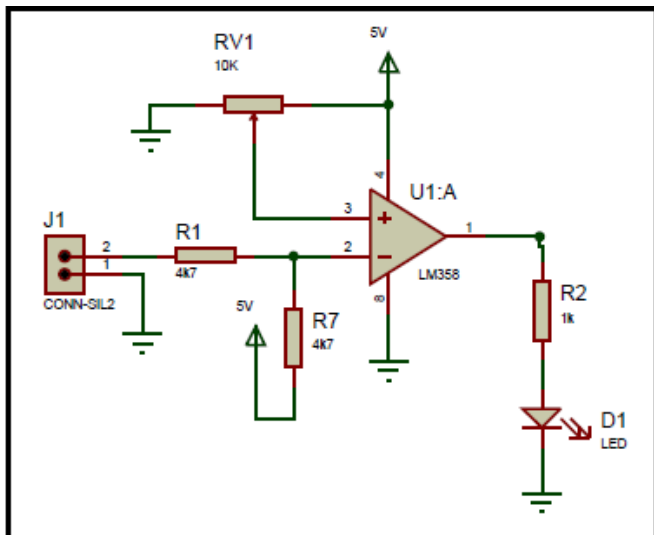 RV1
10K
5V
4
U1:A
3
2
1
8
LM358
J1
2
1
CONN-SIL2
R1
4k7
5V
R7
4k7
R2
1k
D1
LED